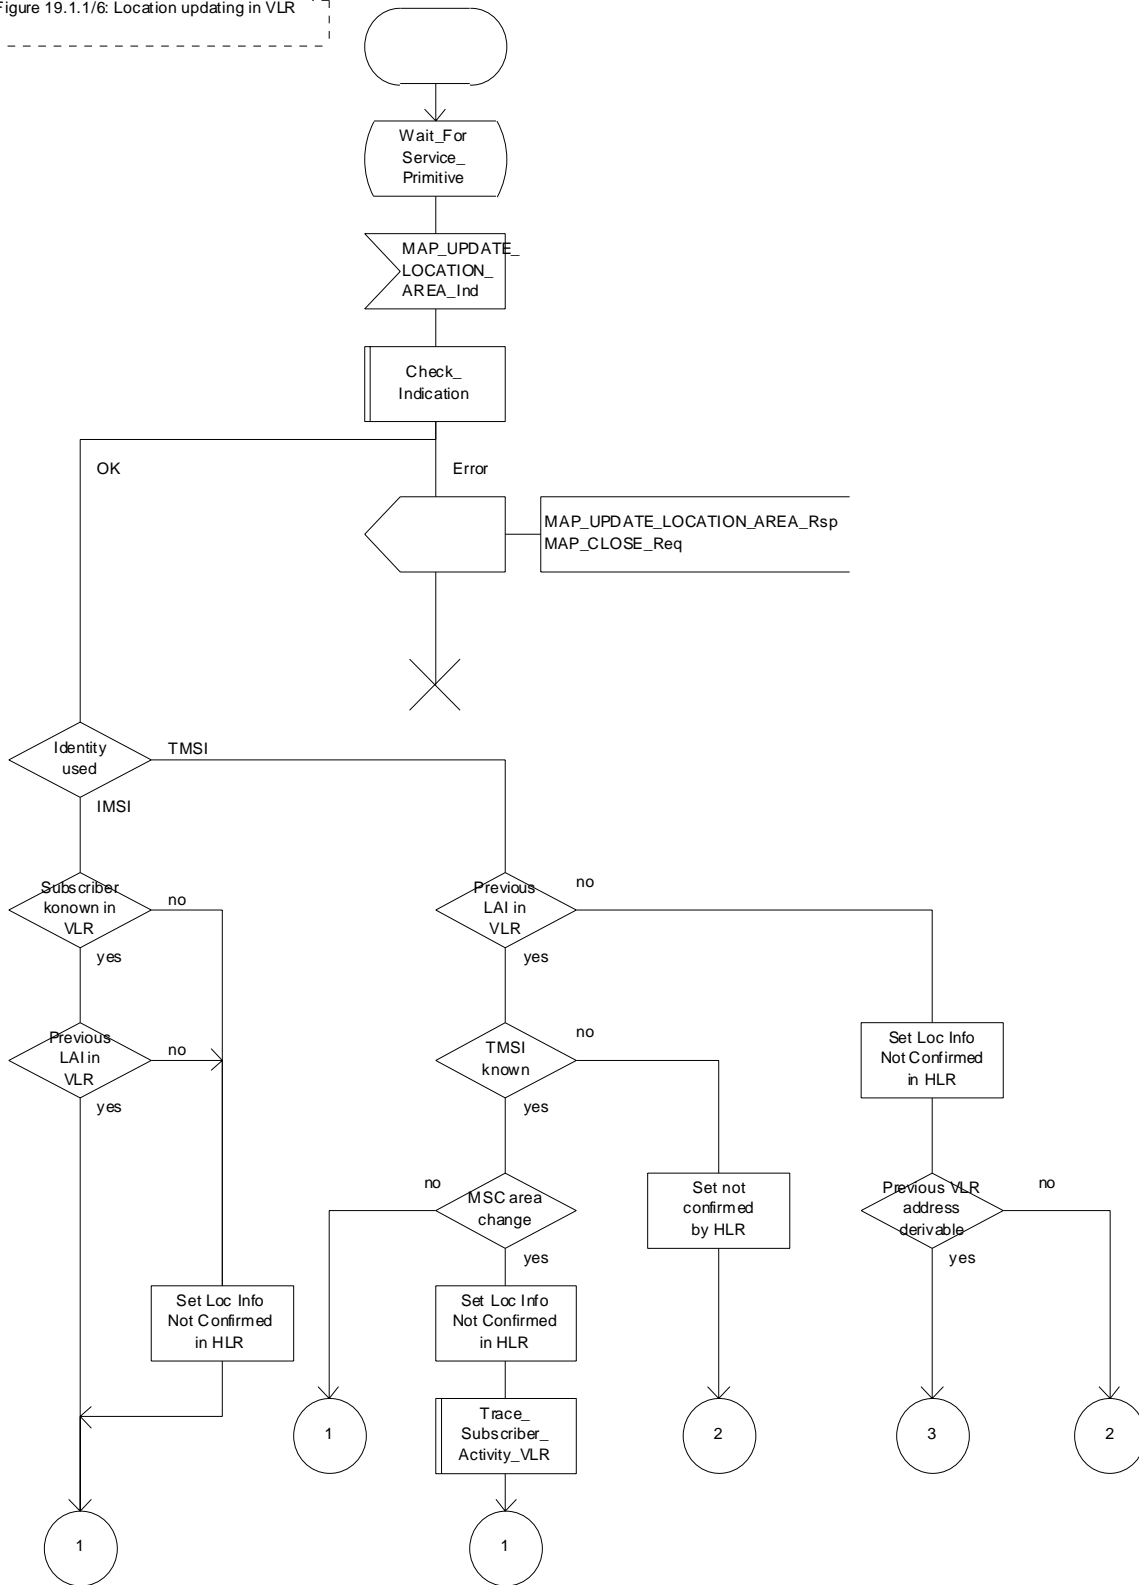 Figure 19.1.1/6: Location updating in VLR
Wait_For
Service_
Primitive
MAP_UPDATE_
LOCATION_
AREA_Ind
Check_
Indication
OK
Error
MAP_UPDATE_LOCATION_AREA_Rsp
MAP_CLOSE_Req
Identity
used
TMSI
IMSI
Subscriber
konown in
VLR
no
yes
Previous
LAI in
VLR
no
yes
Previous
LAI in
VLR
no
yes
TMSI
known
no
yes
Set Loc Info
Not Confirmed
in HLR
Previous VLR
address
derivable
no
yes
MSC area
change
no
yes
Set not
confirmed
by HLR
Set Loc Info
Not Confirmed
in HLR
Set Loc Info
Not Confirmed
in HLR
Trace_
Subscriber_
Activity_VLR
1
2
3
2
1
1